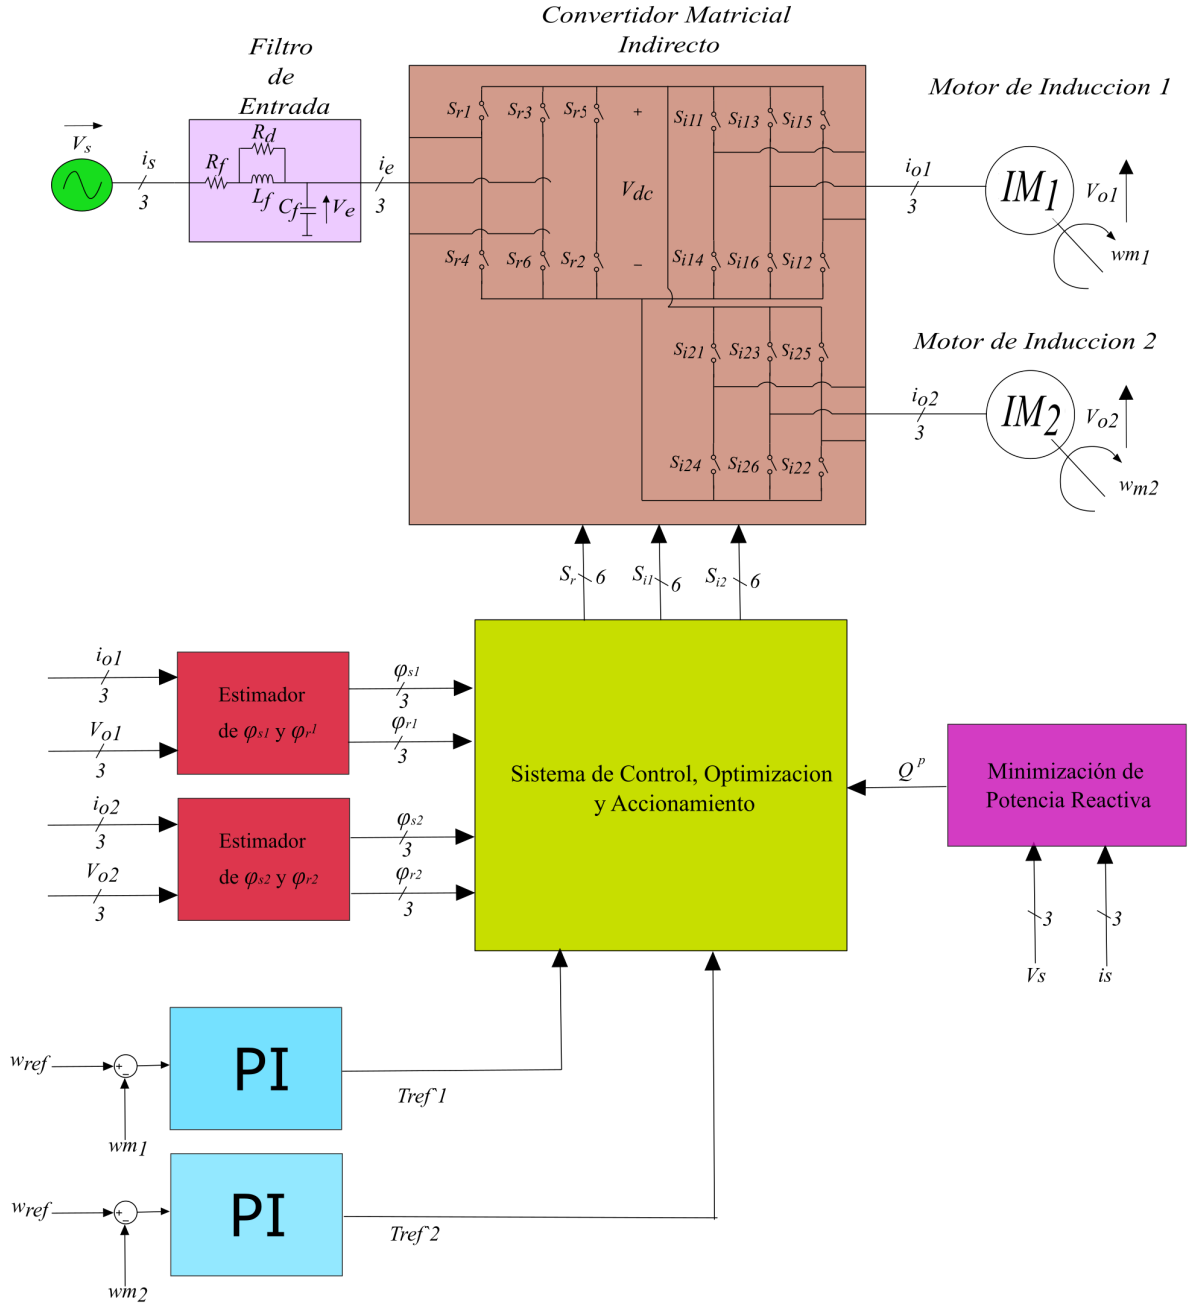 Convertidor Matricial
Indirecto
Filtro
de
Entrada
Motor de Induccion 1
Vs
is
3
Rf
Rd
Lf
Cf
Ve
ie
3
Sr1
Sr3
Sr5
+
Vdc
−
Sr4
Sr6
Sr2
Si11
Si13
Si15
Si14
Si16
Si12
io1
3
IM1
Vo1
wm1
Motor de Induccion 2
Si21
Si23
Si25
Si24
Si26
Si22
io2
3
IM2
Vo2
wm2
Sr
6
Si1
6
Si2
6
io1
3
Vo1
3
Estimador
de φs1 y φr1
φs1
3
φr1
3
io2
3
Vo2
3
Estimador
de φs2 y φr2
φs2
3
φr2
3
Sistema de Control, Optimizacion
y Accionamiento
Q^p
Minimización de
Potencia Reactiva
3
3
Vs
is
wref
+
−
wm1
PI
Tref`1
wref
+
−
wm2
PI
Tref`2